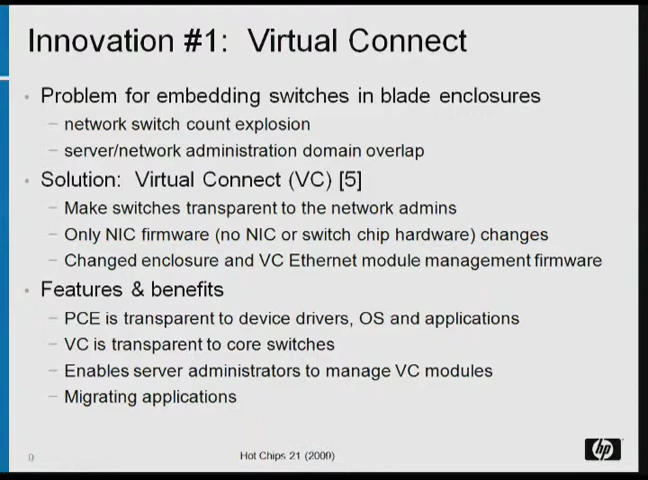 Innovation #1: Virtual Connect
• Problem for embedding switches in blade enclosures
– network switch count explosion
– server/network administration domain overlap
• Solution: Virtual Connect (VC) [5]
– Make switches transparent to the network admins
– Only NIC firmware (no NIC or switch chip hardware) changes
– Changed enclosure and VC Ethernet module management firmware
• Features & benefits
– PCE is transparent to device drivers, OS and applications
– VC is transparent to core switches
– Enables server administrators to manage VC modules
– Migrating applications
Hot Chips 21 (2009)
hp